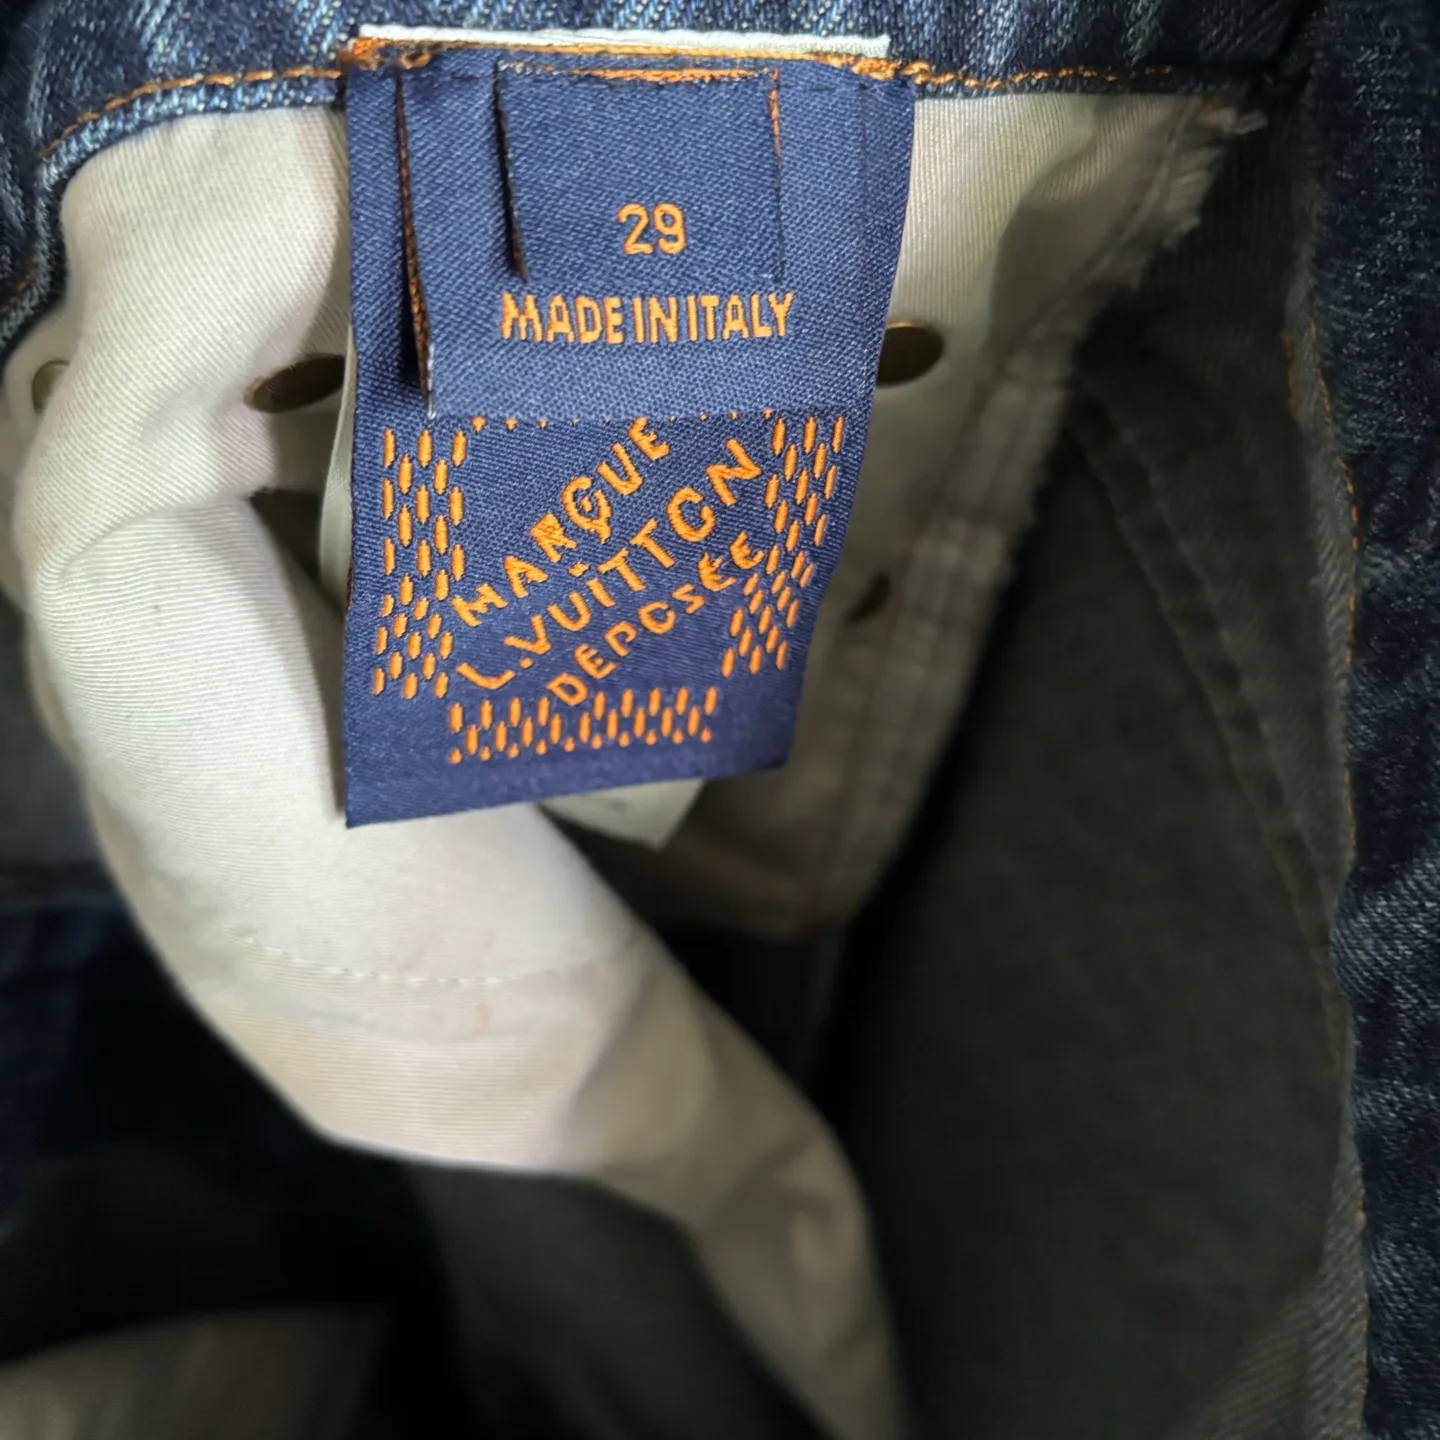 29
MADE IN ITALY
MARQUE
L.VUITTON
DÉPOSÉE